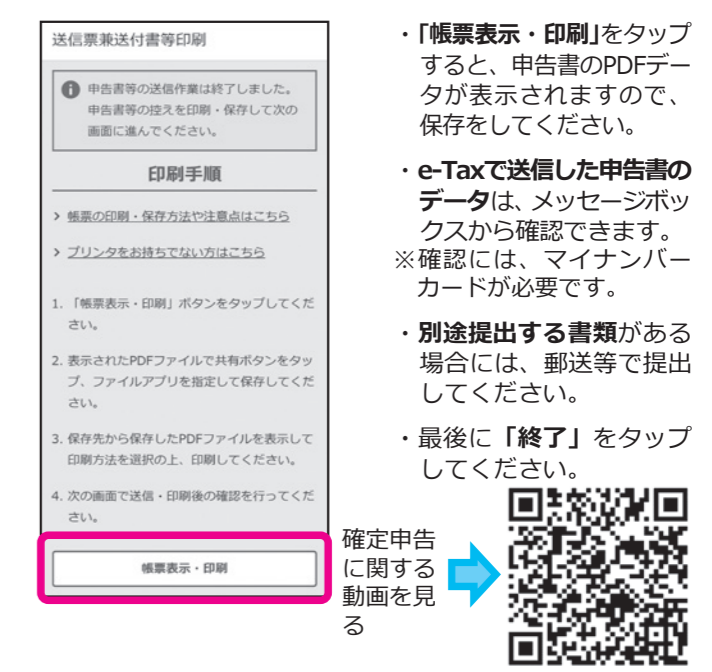 送信票兼送付書等印刷
申告書等の送信作業は終了しました。
申告書等の控えを印刷・保存して次の
画面に進んでください。
印刷手順
> 帳票の印刷・保存方法や注意点はこちら
> プリンタをお持ちでない方はこちら
1. 「帳票表示・印刷」ボタンをタップしてくだ
さい。
2. 表示されたPDFファイルで共有ボタンをタッ
プ、ファイルアプリを指定して保存してくだ
さい。
3. 保存先から保存したPDFファイルを表示して
印刷方法を選択の上、印刷してください。
4. 次の画面で送信・印刷後の確認を行ってくだ
さい。
帳票表示・印刷
・「帳票表示・印刷」をタップ
すると、申告書のPDFデー
タが表示されますので、
保存をしてください。
・e-Taxで送信した申告書の
データは、メッセージボッ
クスから確認できます。
※確認には、マイナンバー
カードが必要です。
・別途提出する書類がある
場合には、郵送等で提出
してください。
・最後に「終了」をタップ
してください。
確定申告
に関する
動画を見
る